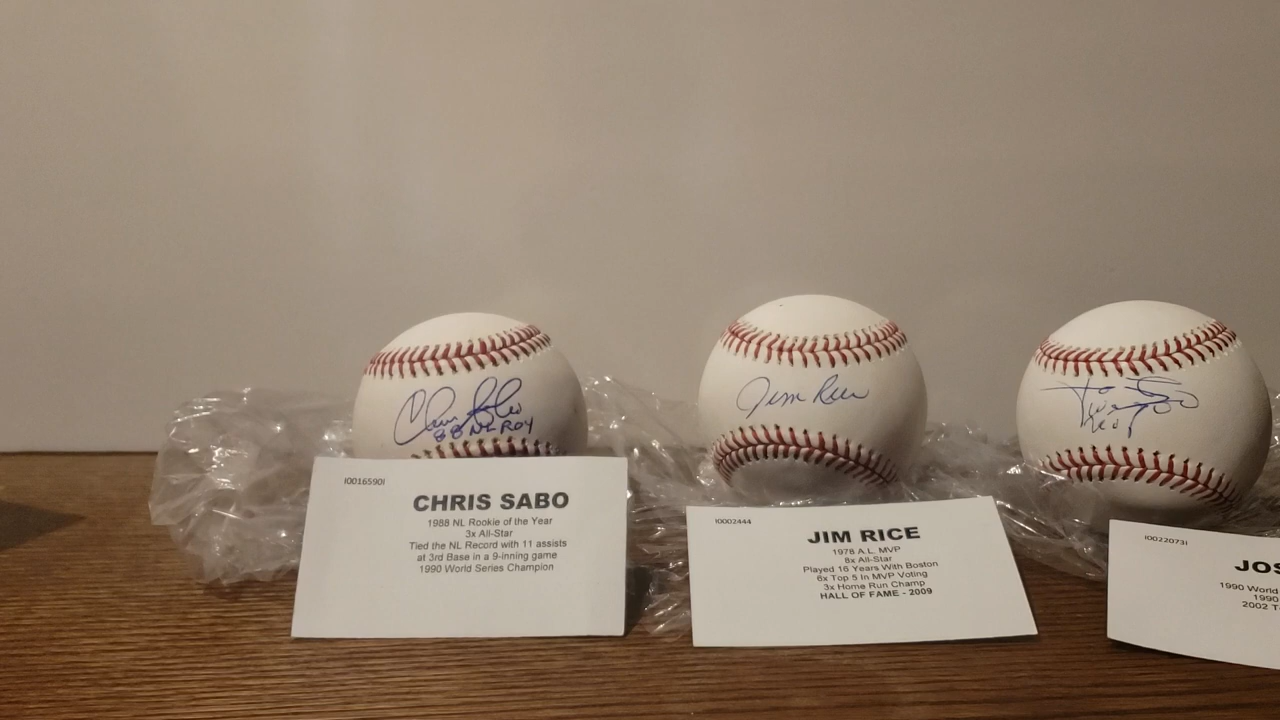 Chris Sabo
88 NL ROY
Jim Rice
I0016590I
CHRIS SABO
1988 NL Rookie of the Year
3x All-Star
Tied the NL Record with 11 assists
at 3rd Base in a 9-inning game
1990 World Series Champion
I0002444
JIM RICE
1978 A.L. MVP
8x All-Star
Played 16 Years With Boston
6x Top 5 In MVP Voting
3x Home Run Champ
HALL OF FAME - 2009
I0022073I
JOS
1990 World
1990
2002 T